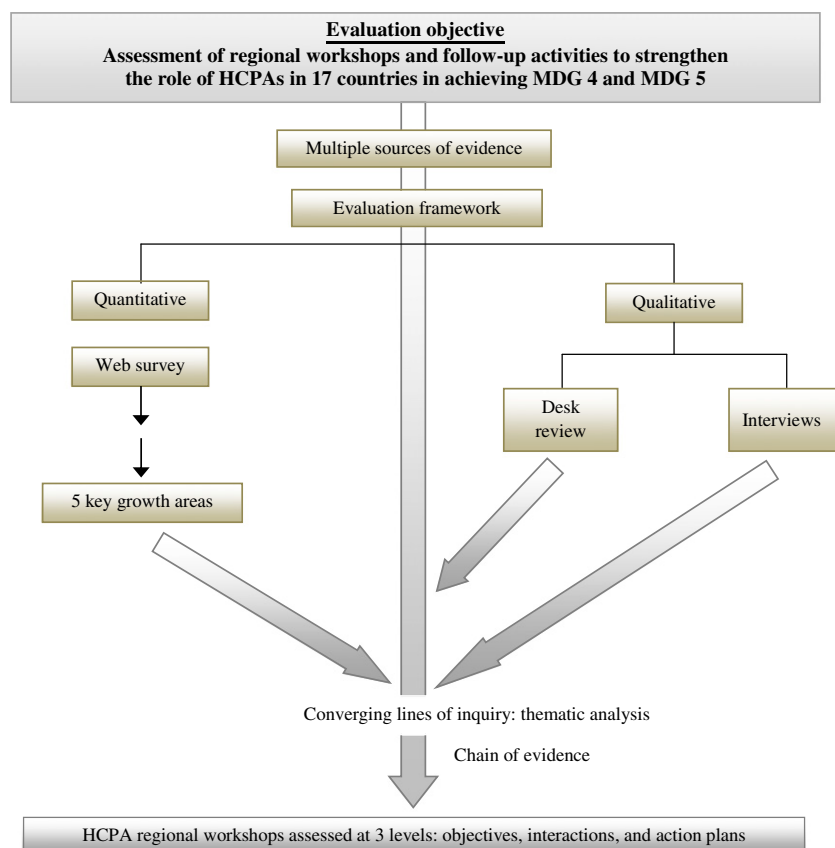 Evaluation objective
Assessment of regional workshops and follow-up activities to strengthen
the role of HCPAs in 17 countries in achieving MDG 4 and MDG 5
Multiple sources of evidence
Evaluation framework
Quantitative
Qualitative
Web survey
Desk
review
Interviews
5 key growth areas
Converging lines of inquiry: thematic analysis
Chain of evidence
HCPA regional workshops assessed at 3 levels: objectives, interactions, and action plans